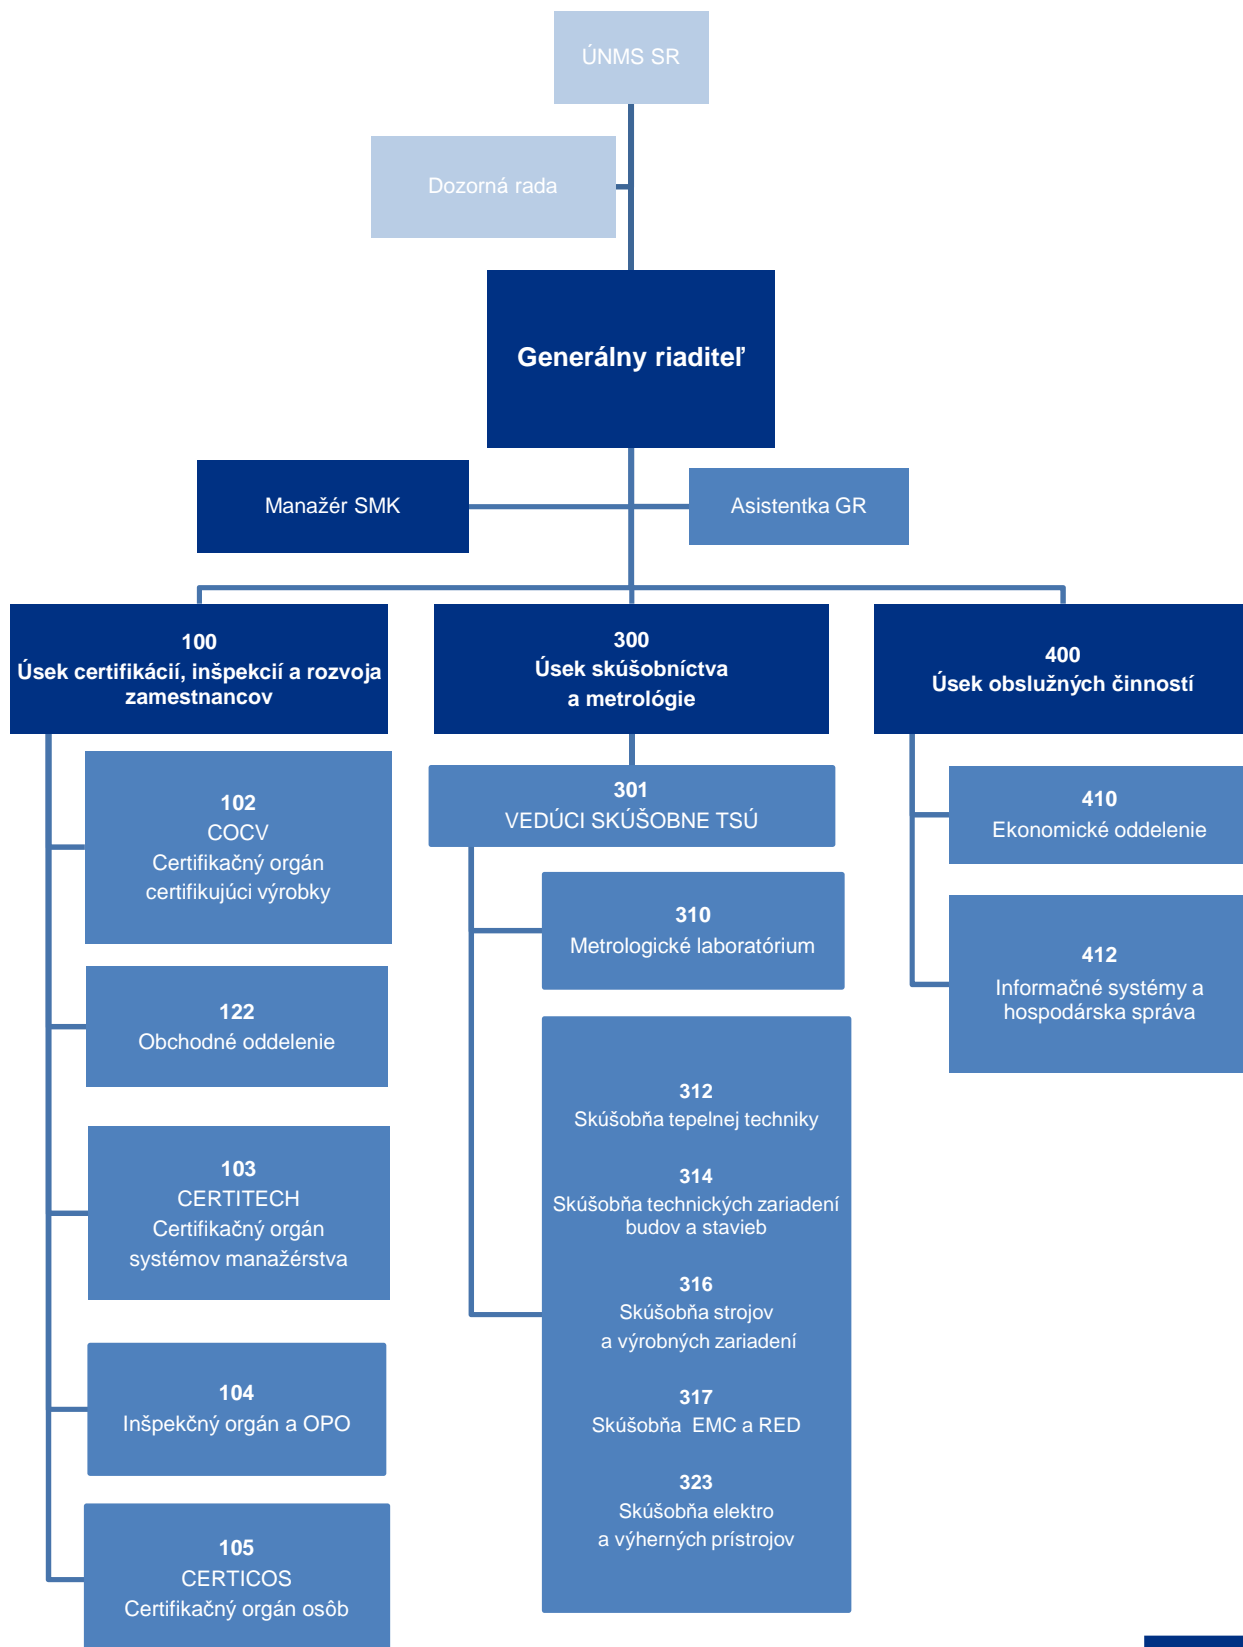 ÚNMS SR
Dozorná rada
Generálny riaditeľ
Manažér SMK
Asistentka GR
100
Úsek certifikácií, inšpekcií a rozvoja
zamestnancov
102
COCV
Certifikačný orgán
certifikujúci výrobky
122
Obchodné oddelenie
103
CERTITECH
Certifikačný orgán
systémov manažérstva
104
Inšpekčný orgán a OPO
105
CERTICOS
Certifikačný orgán osôb
300
Úsek skúšobníctva
a metrológie
301
VEDÚCI SKÚŠOBNE TSÚ
310
Metrologické laboratórium
312
Skúšobňa tepelnej techniky
314
Skúšobňa technických zariadení
budov a stavieb
316
Skúšobňa strojov
a výrobných zariadení
317
Skúšobňa EMC a RED
323
Skúšobňa elektro
a výherných prístrojov
400
Úsek obslužných činností
410
Ekonomické oddelenie
412
Informačné systémy a
hospodárska správa